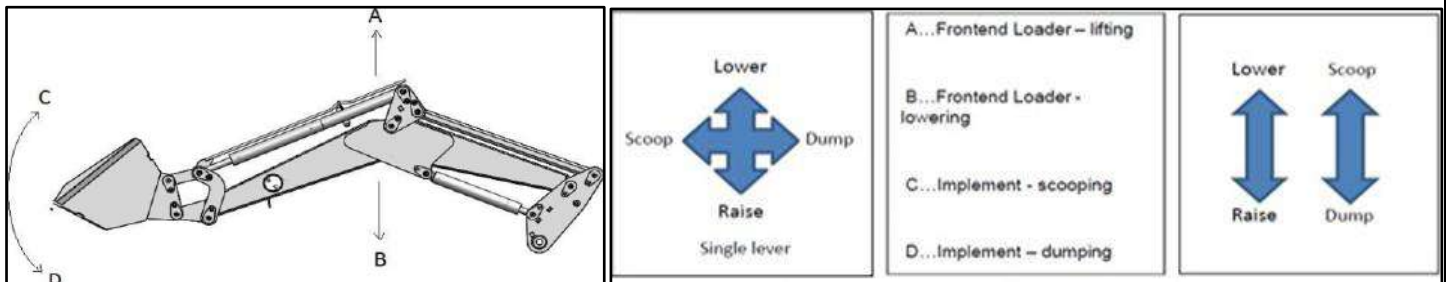 A
C
B
D
Lower
Scoop Dump
Raise
Single lever
A...Frontend Loader – lifting
B...Frontend Loader -
lowering
C...Implement - scooping
D...Implement – dumping
Lower Scoop
Raise Dump